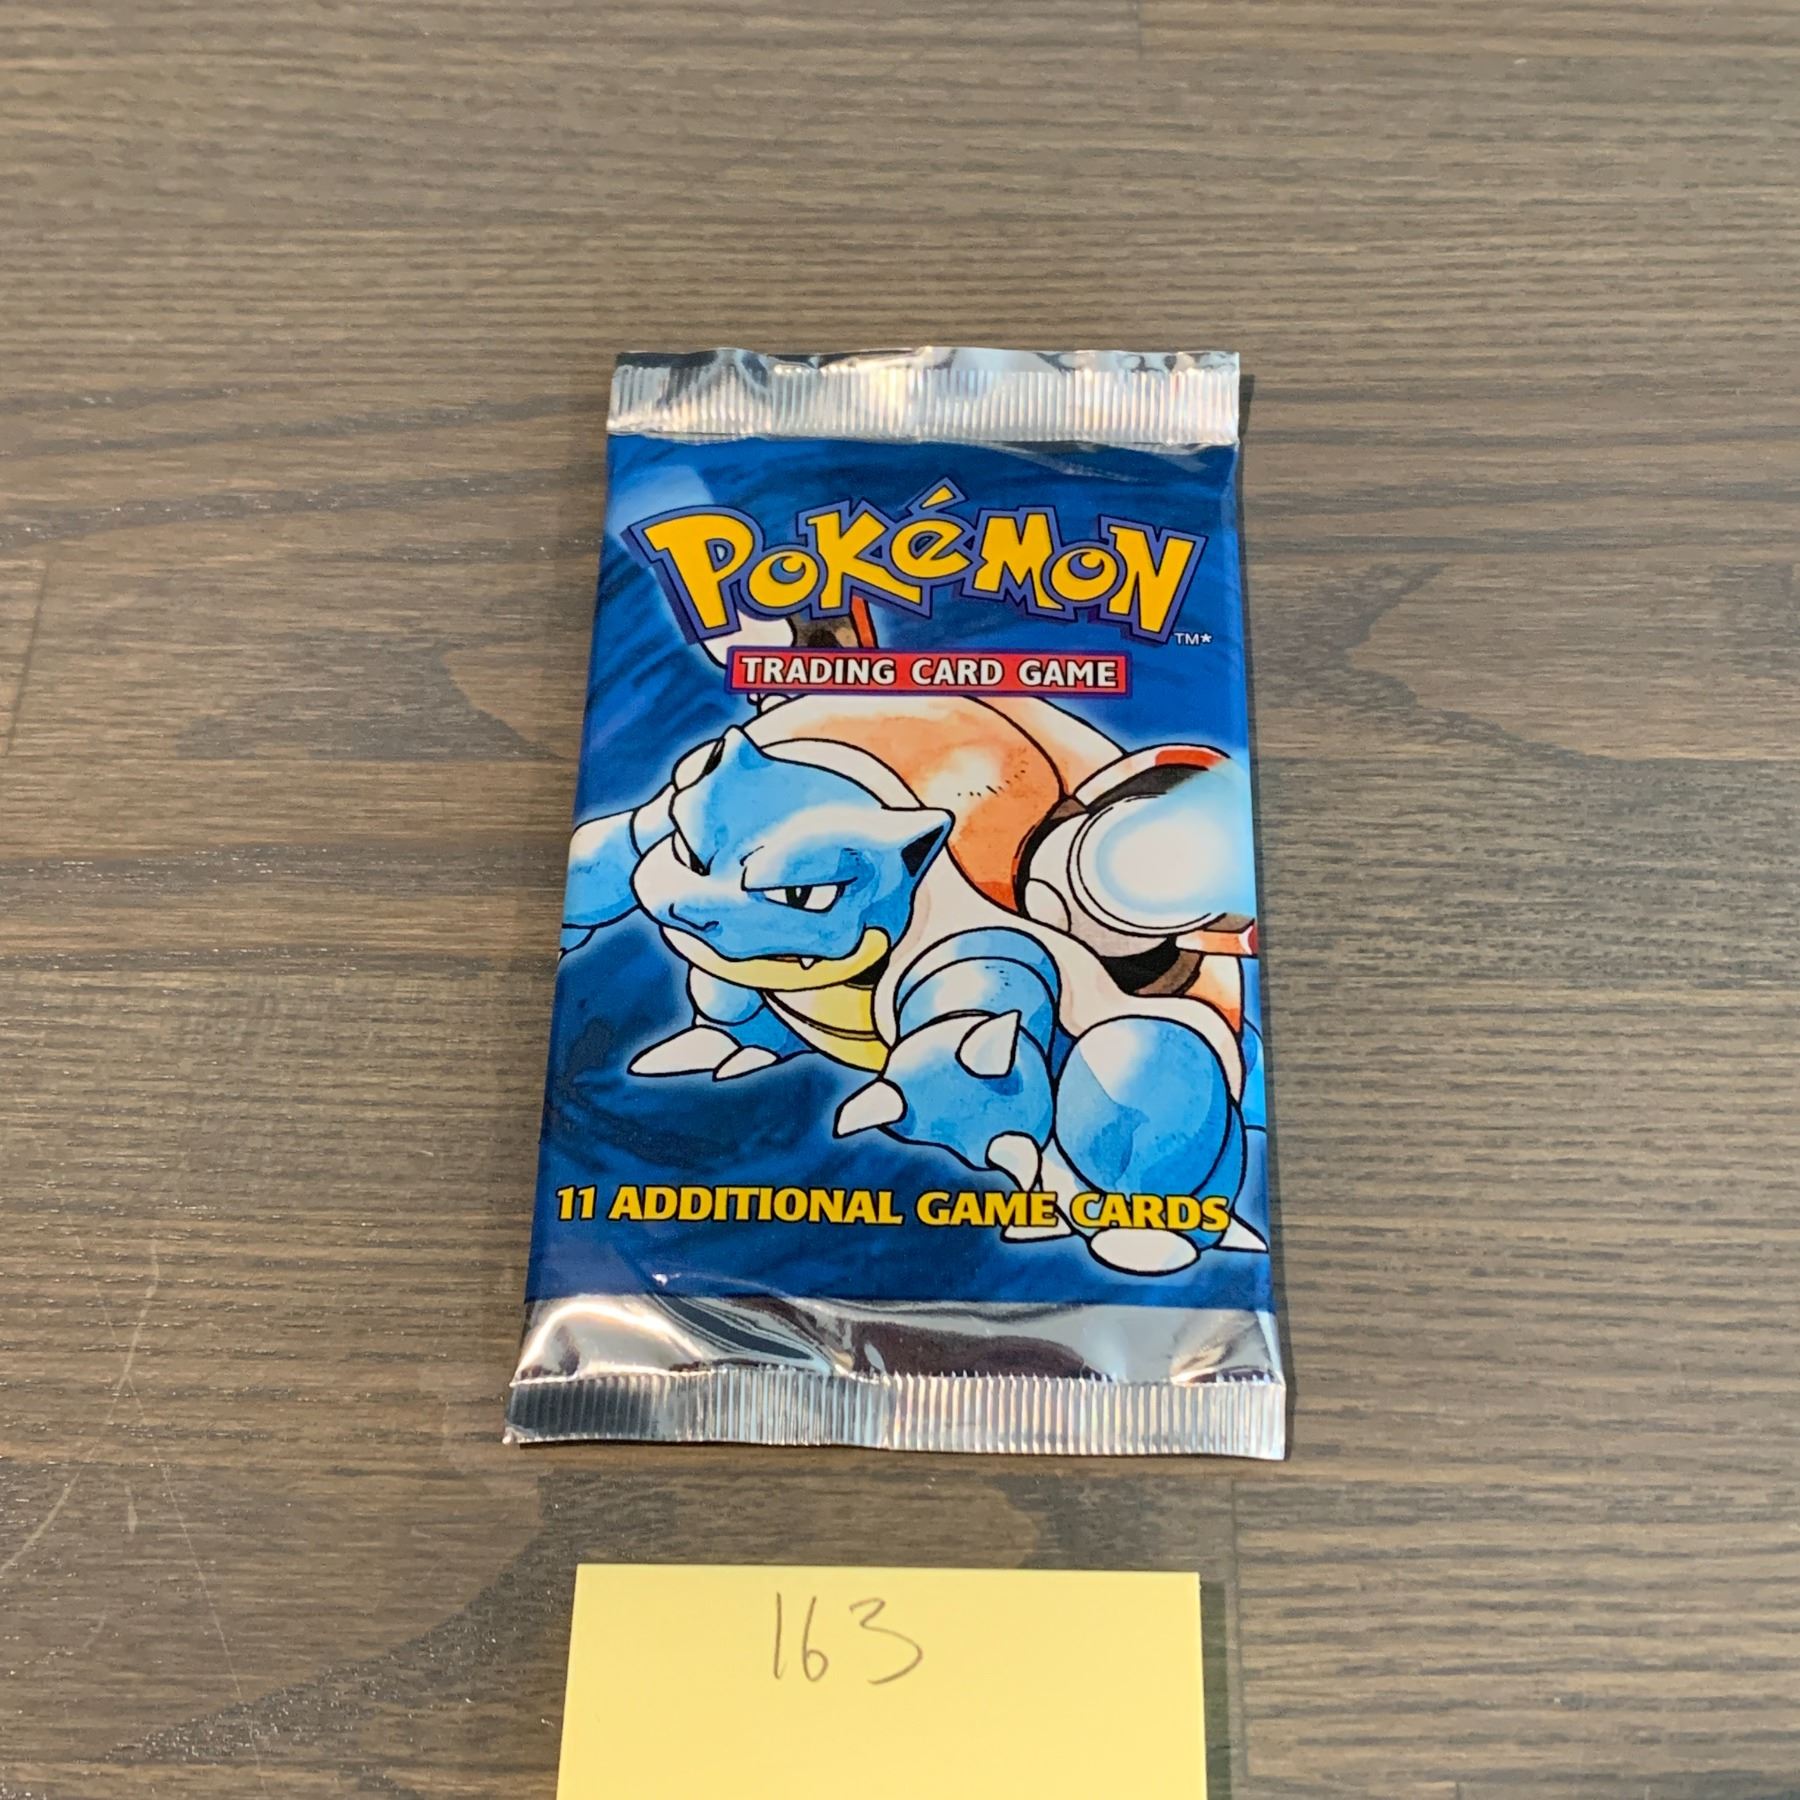 POKéMON
TM*
TRADING CARD GAME
11 ADDITIONAL GAME CARDS
163